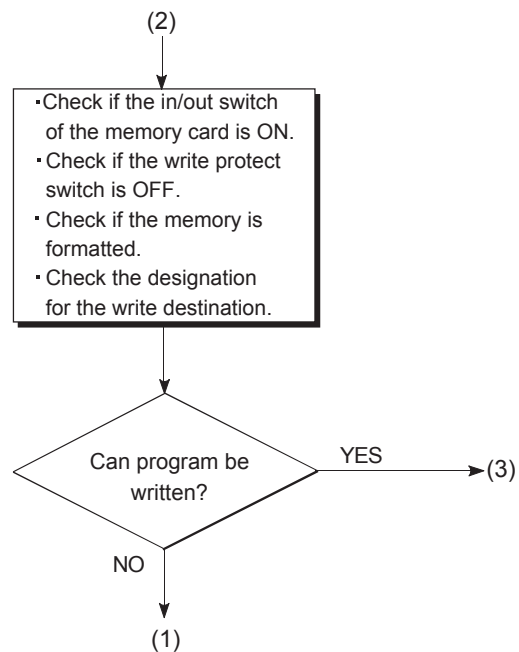 (2)
・Check if the in/out switch
of the memory card is ON.
・Check if the write protect
switch is OFF.
・Check if the memory is
formatted.
・Check the designation
for the write destination.
Can program be
written?
YES
(3)
NO
(1)